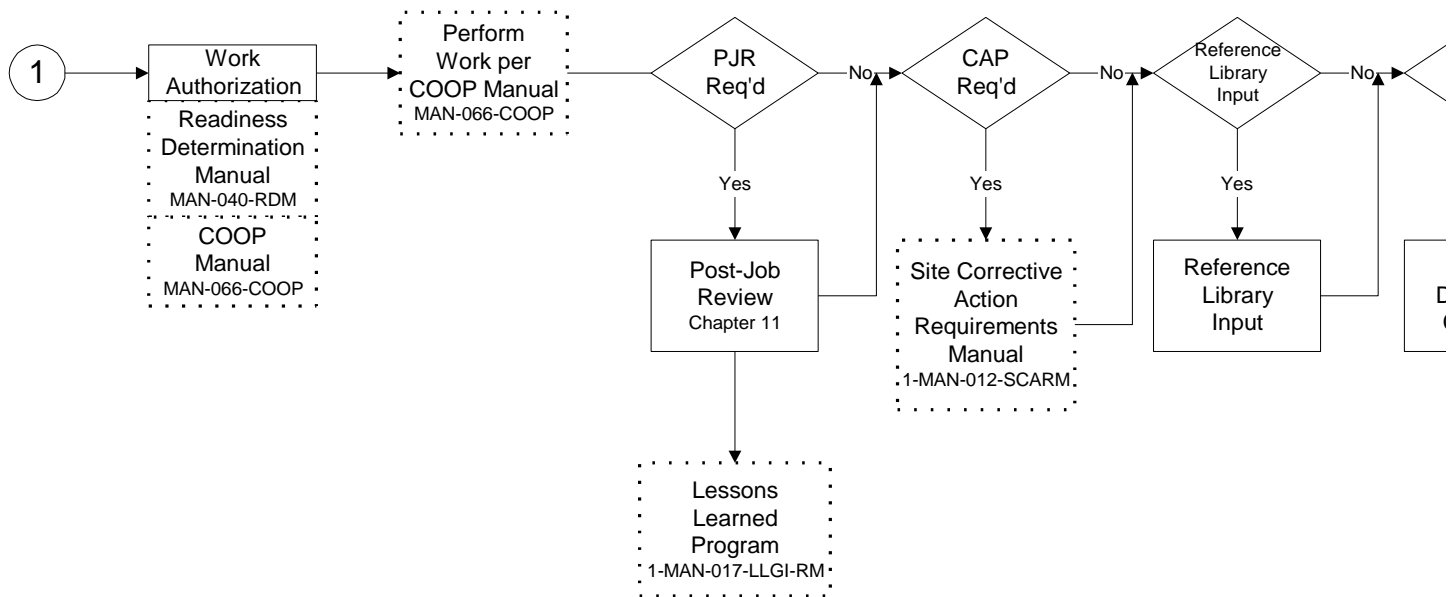 1
Work
Authorization
Readiness
Determination
Manual
MAN-040-RDM
COOP
Manual
MAN-066-COOP
Perform
Work per
COOP Manual
MAN-066-COOP
PJR
Req'd
No
Yes
Post-Job
Review
Chapter 11
Lessons
Learned
Program
1-MAN-017-LLGI-RM
CAP
Req'd
No
Yes
Site Corrective
Action
Requirements
Manual
1-MAN-012-SCARM
Reference
Library
Input
No
Yes
Reference
Library
Input
D